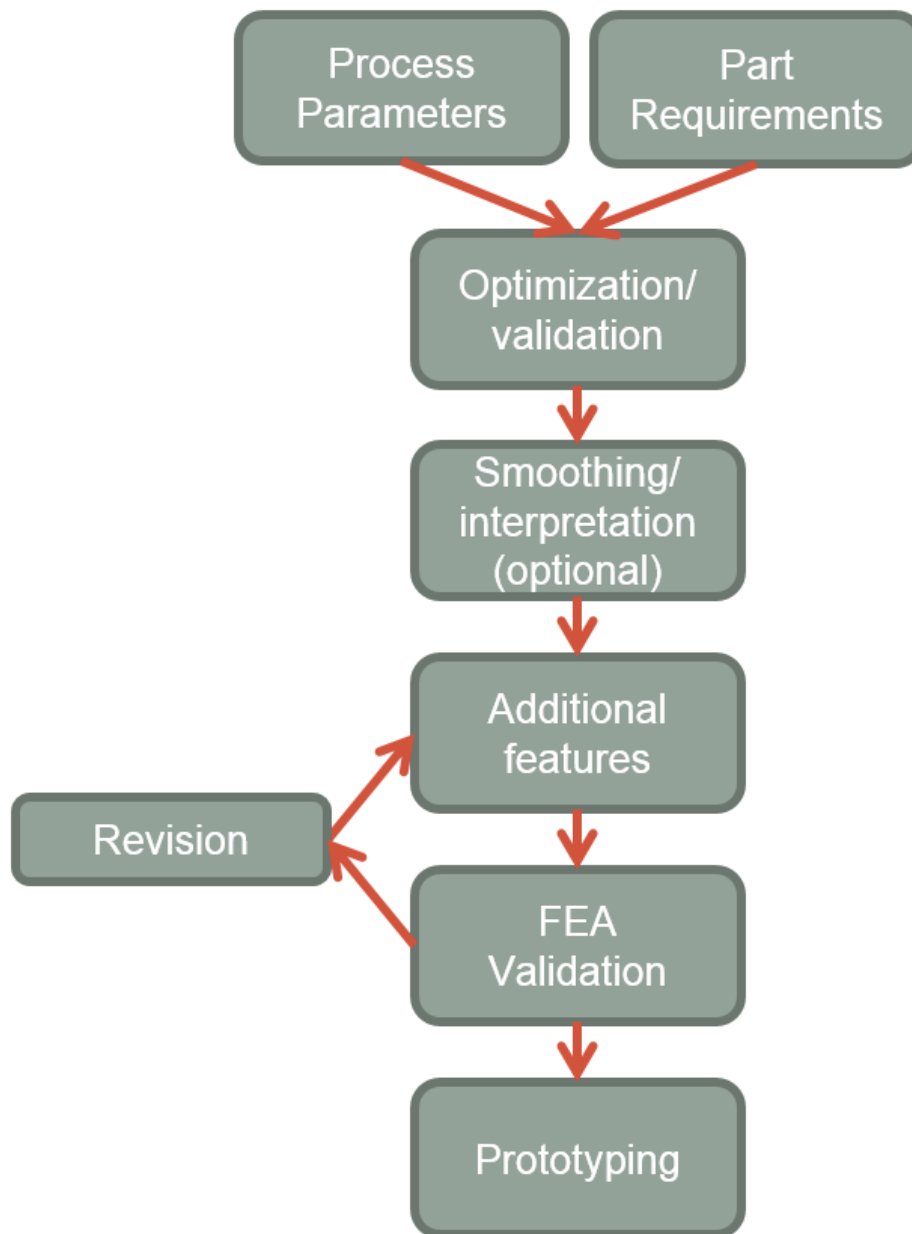 Process
Parameters
Part
Requirements
Optimization/
validation
Smoothing/
interpretation
(optional)
Additional
features
Revision
FEA
Validation
Prototyping